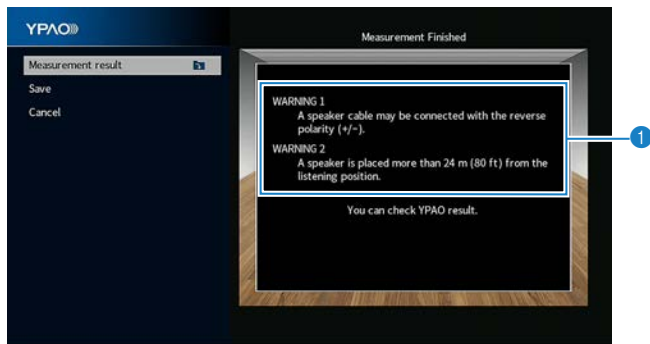 YPAO
Measurement Finished
Measurement result
Save
Cancel
WARNING 1
A speaker cable may be connected with the reverse
polarity (+/-).
WARNING 2
A speaker is placed more than 24 m (80 ft) from the
listening position.
You can check YPAO result.
1